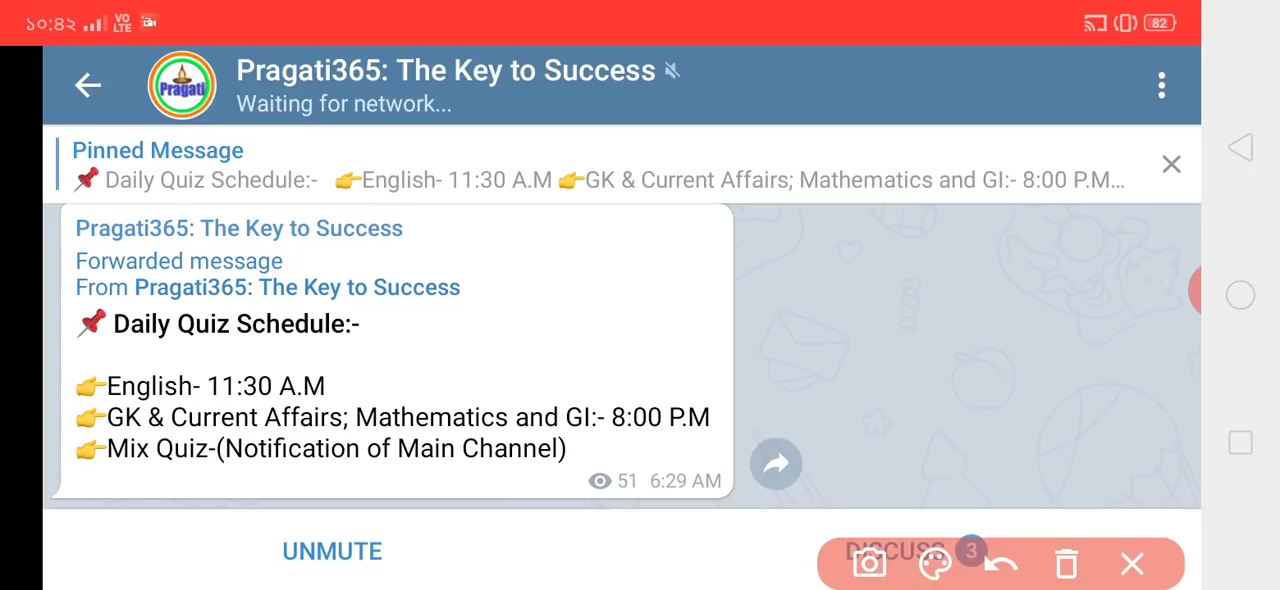 ১০:৪২ VO LTE 82
Pragati
Pragati365: The Key to Success
Waiting for network...
Pinned Message
📌 Daily Quiz Schedule:- 👉English- 11:30 A.M 👉GK & Current Affairs; Mathematics and GI:- 8:00 P.M...
Pragati365: The Key to Success
Forwarded message
From Pragati365: The Key to Success
📌 Daily Quiz Schedule:-
👉English- 11:30 A.M
👉GK & Current Affairs; Mathematics and GI:- 8:00 P.M
👉Mix Quiz-(Notification of Main Channel)
51 6:29 AM
UNMUTE
DISCUSS 3